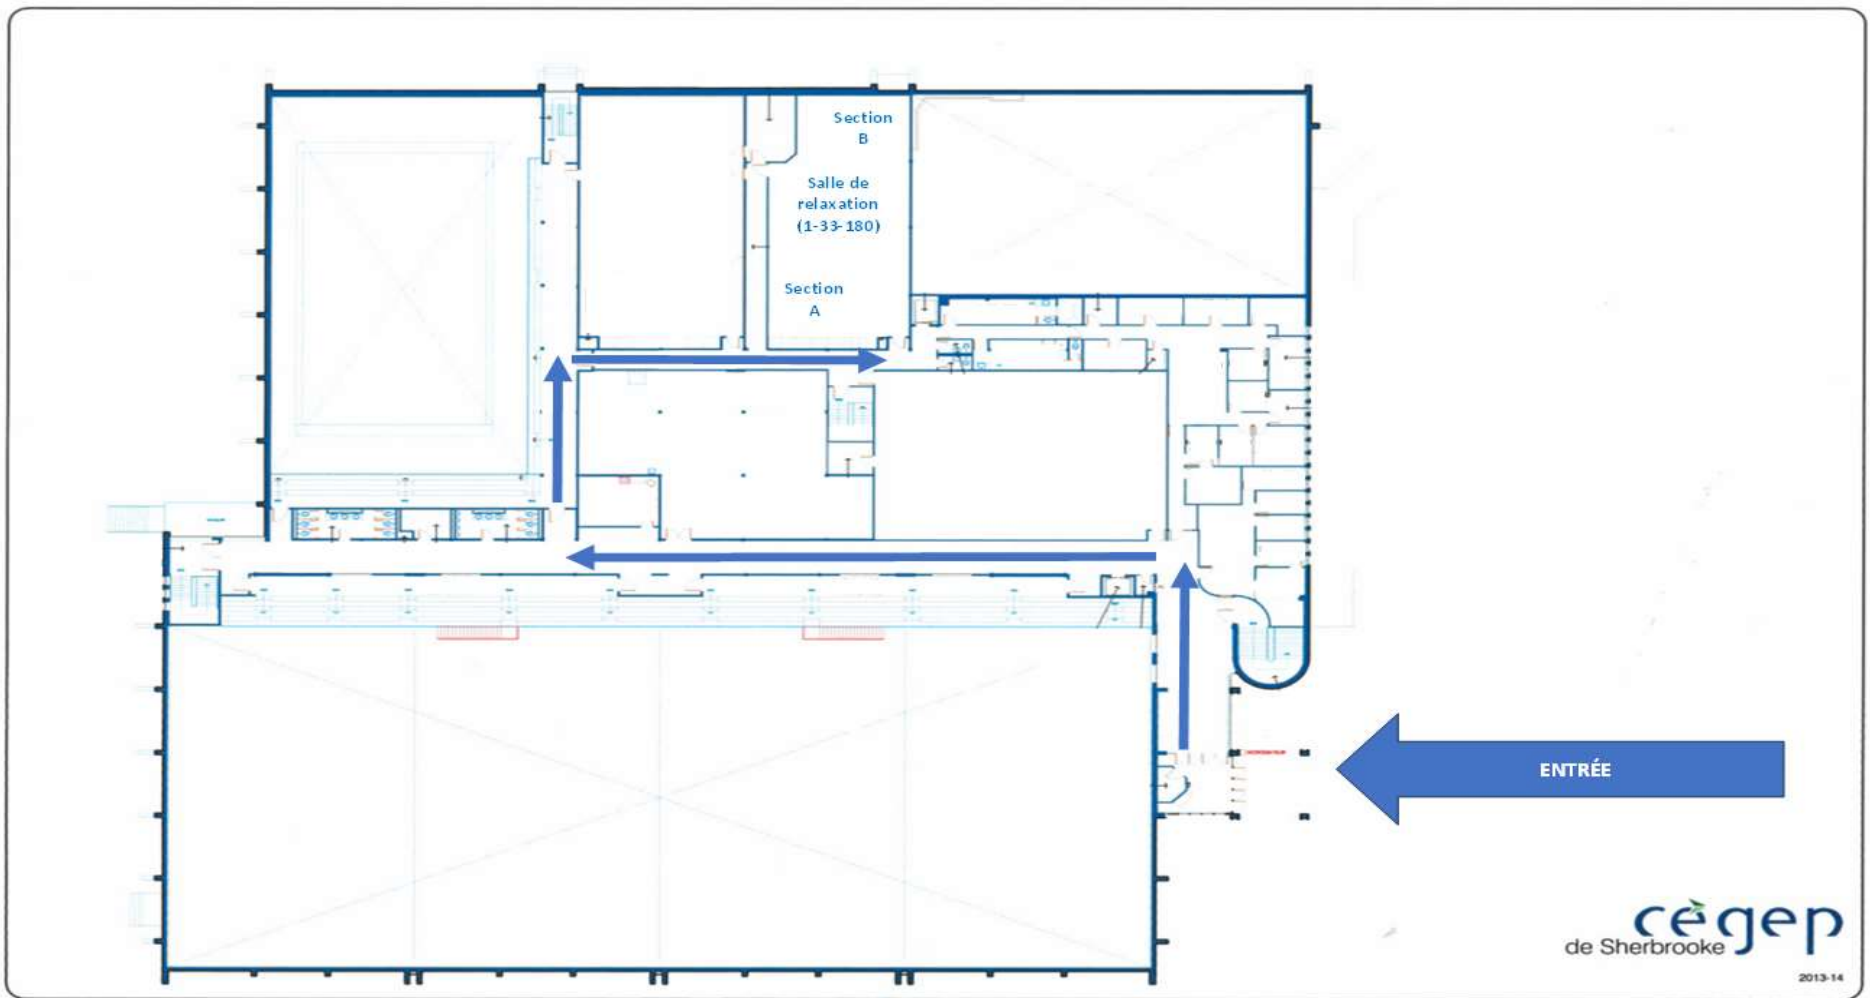 Section
B
Salle de
relaxation
(1-33-180)
Section
A
ENTRÉE
cégep
de Sherbrooke
2013-14